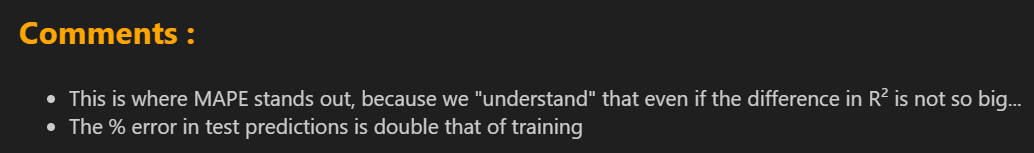 Comments :
This is where MAPE stands out, because we "understand" that even if the difference in R² is not so big...
The % error in test predictions is double that of training